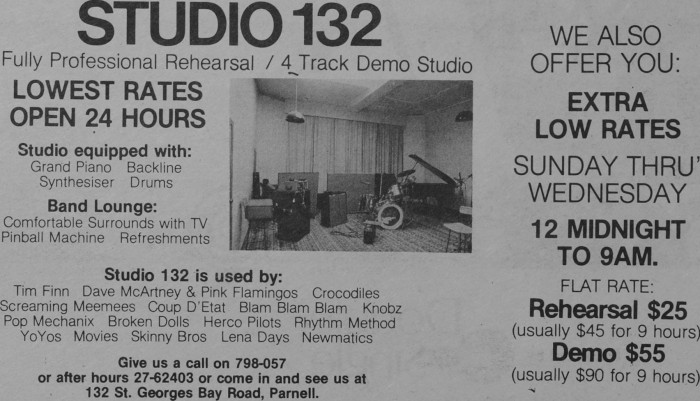 STUDIO 132
Fully Professional Rehearsal / 4 Track Demo Studio
LOWEST RATES
OPEN 24 HOURS
Studio equipped with:
Grand Piano Backline
Synthesiser Drums
Band Lounge:
Comfortable Surrounds with TV
Pinball Machine Refreshments
Studio 132 is used by:
Tim Finn Dave McArtney & Pink Flamingos Crocodiles
Screaming Meemees Coup D'Etat Blam Blam Blam Knobz
Pop Mechanix Broken Dolls Herco Pilots Rhythm Method
YoYos Movies Skinny Bros Lena Days Newmatics
Give us a call on 798-057
or after hours 27-62403 or come in and see us at
132 St. Georges Bay Road, Parnell.
WE ALSO
OFFER YOU:
EXTRA
LOW RATES
SUNDAY THRU'
WEDNESDAY
12 MIDNIGHT
TO 9AM.
FLAT RATE:
Rehearsal $25
(usually $45 for 9 hours)
Demo $55
(usually $90 for 9 hours)